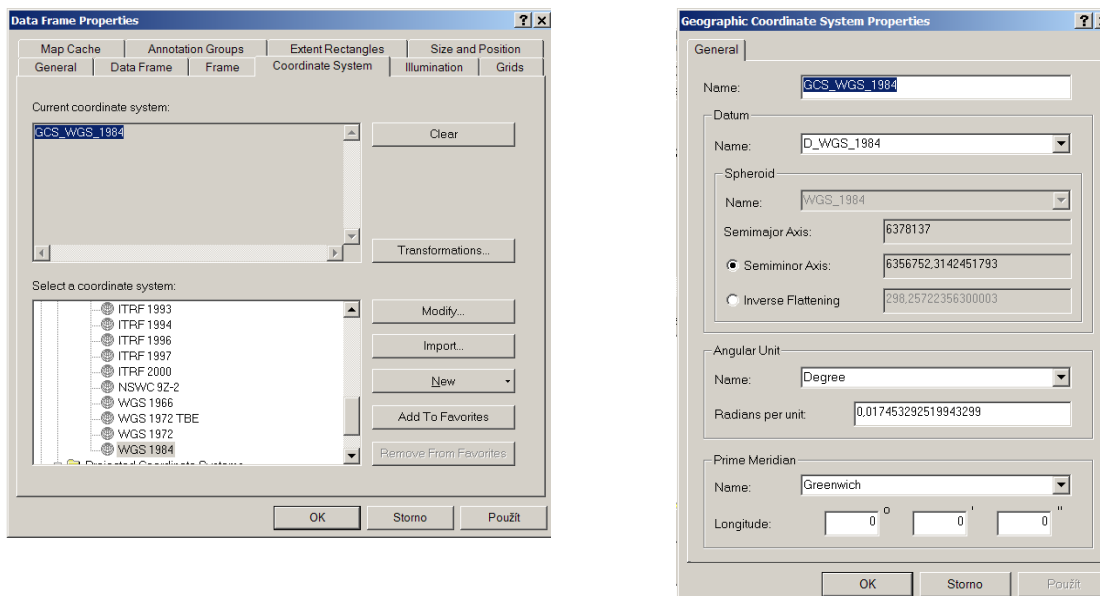 Data Frame Properties
Map Cache Annotation Groups Extent Rectangles Size and Position
General Data Frame Frame Coordinate System Illumination Grids
Current coordinate system:
GCS_WGS_1984
Clear
Transformations...
Select a coordinate system:
ITRF 1993
ITRF 1994
ITRF 1996
ITRF 1997
ITRF 2000
NSWC 9Z-2
WGS 1966
WGS 1972 TBE
WGS 1972
WGS 1984
Projected Coordinate Systems
Modify...
Import...
New
Add To Favorites
Remove From Favorites
OK Storno Použít
Geographic Coordinate System Properties
General
Name: GCS_WGS_1984
Datum
Name: D_WGS_1984
Spheroid
Name: WGS_1984
Semimajor Axis: 6378137
Semiminor Axis: 6356752,3142451793
Inverse Flattening 298,25722356300003
Angular Unit
Name: Degree
Radians per unit: 0,017453292519943299
Prime Meridian
Name: Greenwich
Longitude: 0 ° 0 ' 0 "
OK Storno Použít